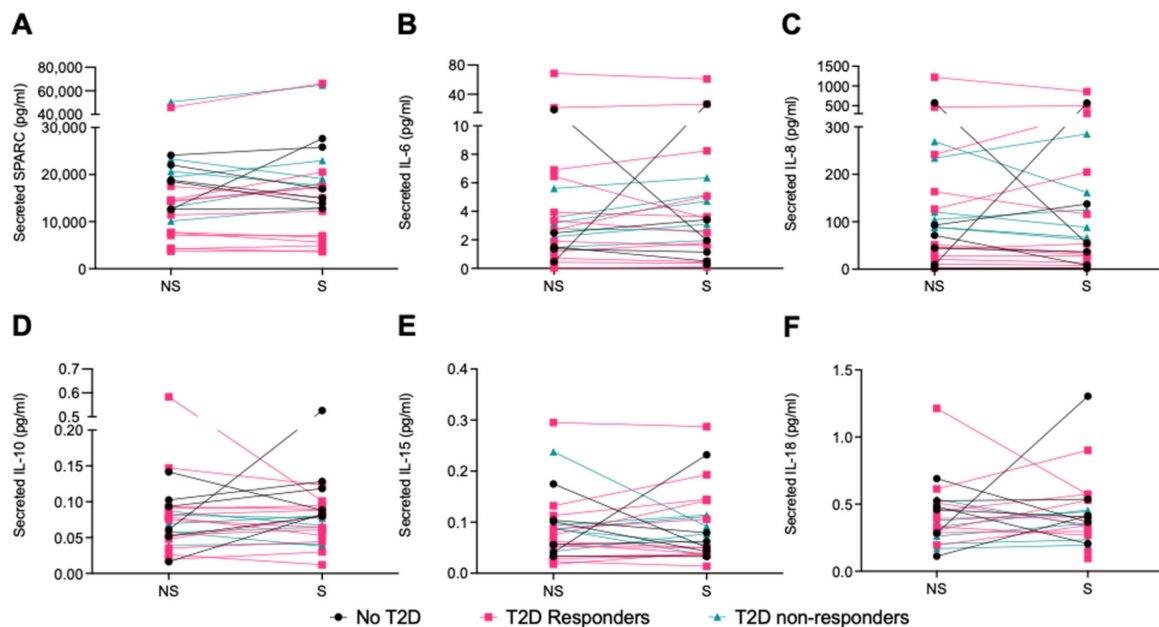 A
Secreted SPARC (pg/ml)
80,000
60,000
40,000
30,000
20,000
10,000
0
NS S
B
Secreted IL-6 (pg/ml)
80
40
8
6
4
2
0
NS S
C
Secreted IL-8 (pg/ml)
1500
1000
500
300
200
100
0
NS S
D
Secreted IL-10 (pg/ml)
0.7
0.6
0.5
0.20
0.15
0.10
0.05
0.00
NS S
E
Secreted IL-15 (pg/ml)
0.4
0.3
0.2
0.1
0.0
NS S
F
Secreted IL-18 (pg/ml)
1.5
1.0
0.5
0.0
NS S
No T2D T2D Responders T2D non-responders